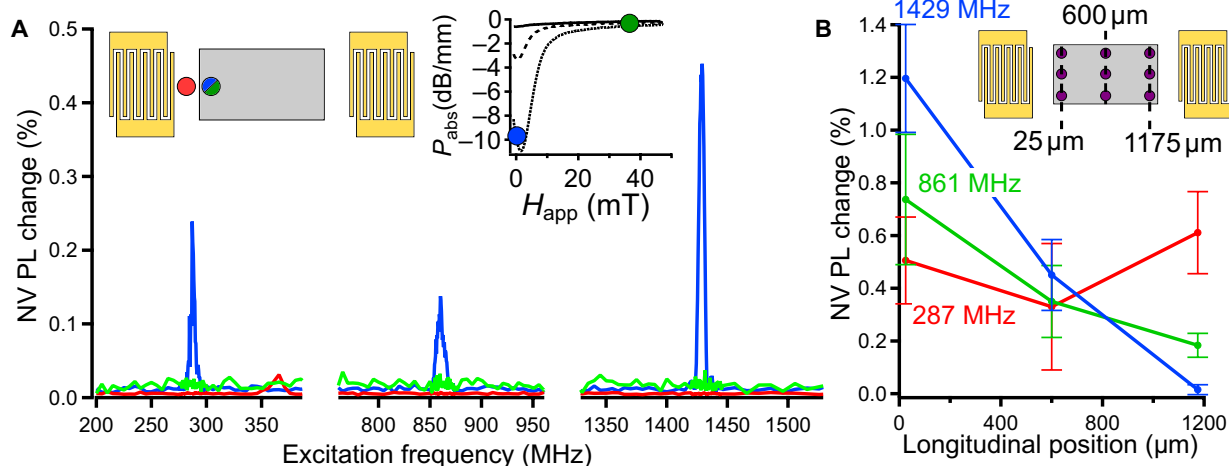 A
NV PL change (%)
0.5
0.4
0.3
0.2
0.1
0.0
200 250 300 350
800 850 900 950
1350 1400 1450 1500
Excitation frequency (MHz)
Pabs(dB/mm)
0
−2
−4
−6
−8
−10
0 20 40
Happ (mT)
B
NV PL change (%)
1.4
1.2
1.0
0.8
0.6
0.4
0.2
0.0
0 200 400 600 800 1200
Longitudinal position (µm)
1429 MHz
861 MHz
287 MHz
600 µm
25 µm 1175 µm